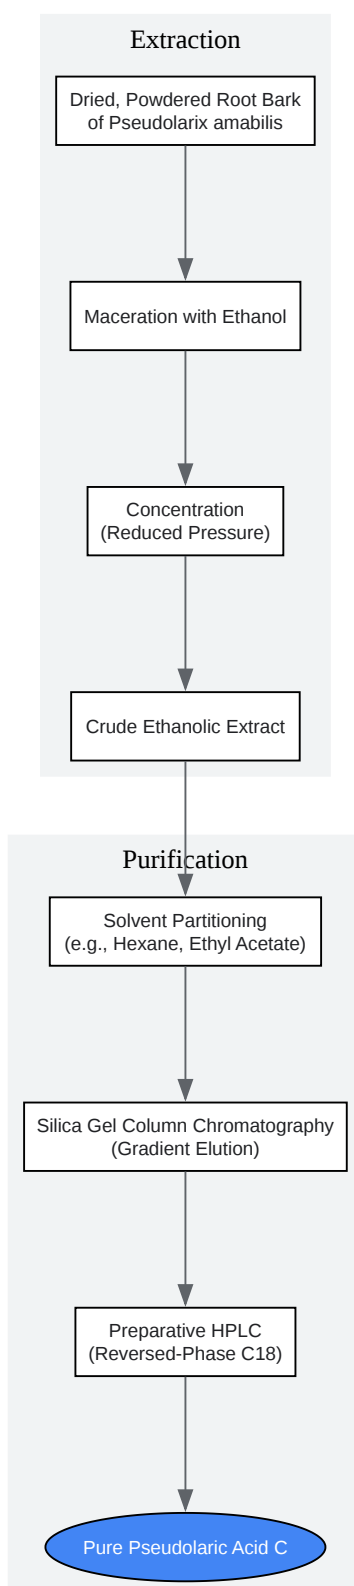 Extraction
Dried, Powdered Root Bark
of Pseudolarix amabilis
Maceration with Ethanol
Concentration
(Reduced Pressure)
Crude Ethanolic Extract
Purification
Solvent Partitioning
(e.g., Hexane, Ethyl Acetate)
Silica Gel Column Chromatography
(Gradient Elution)
Preparative HPLC
(Reversed-Phase C18)
Pure Pseudolaric Acid C